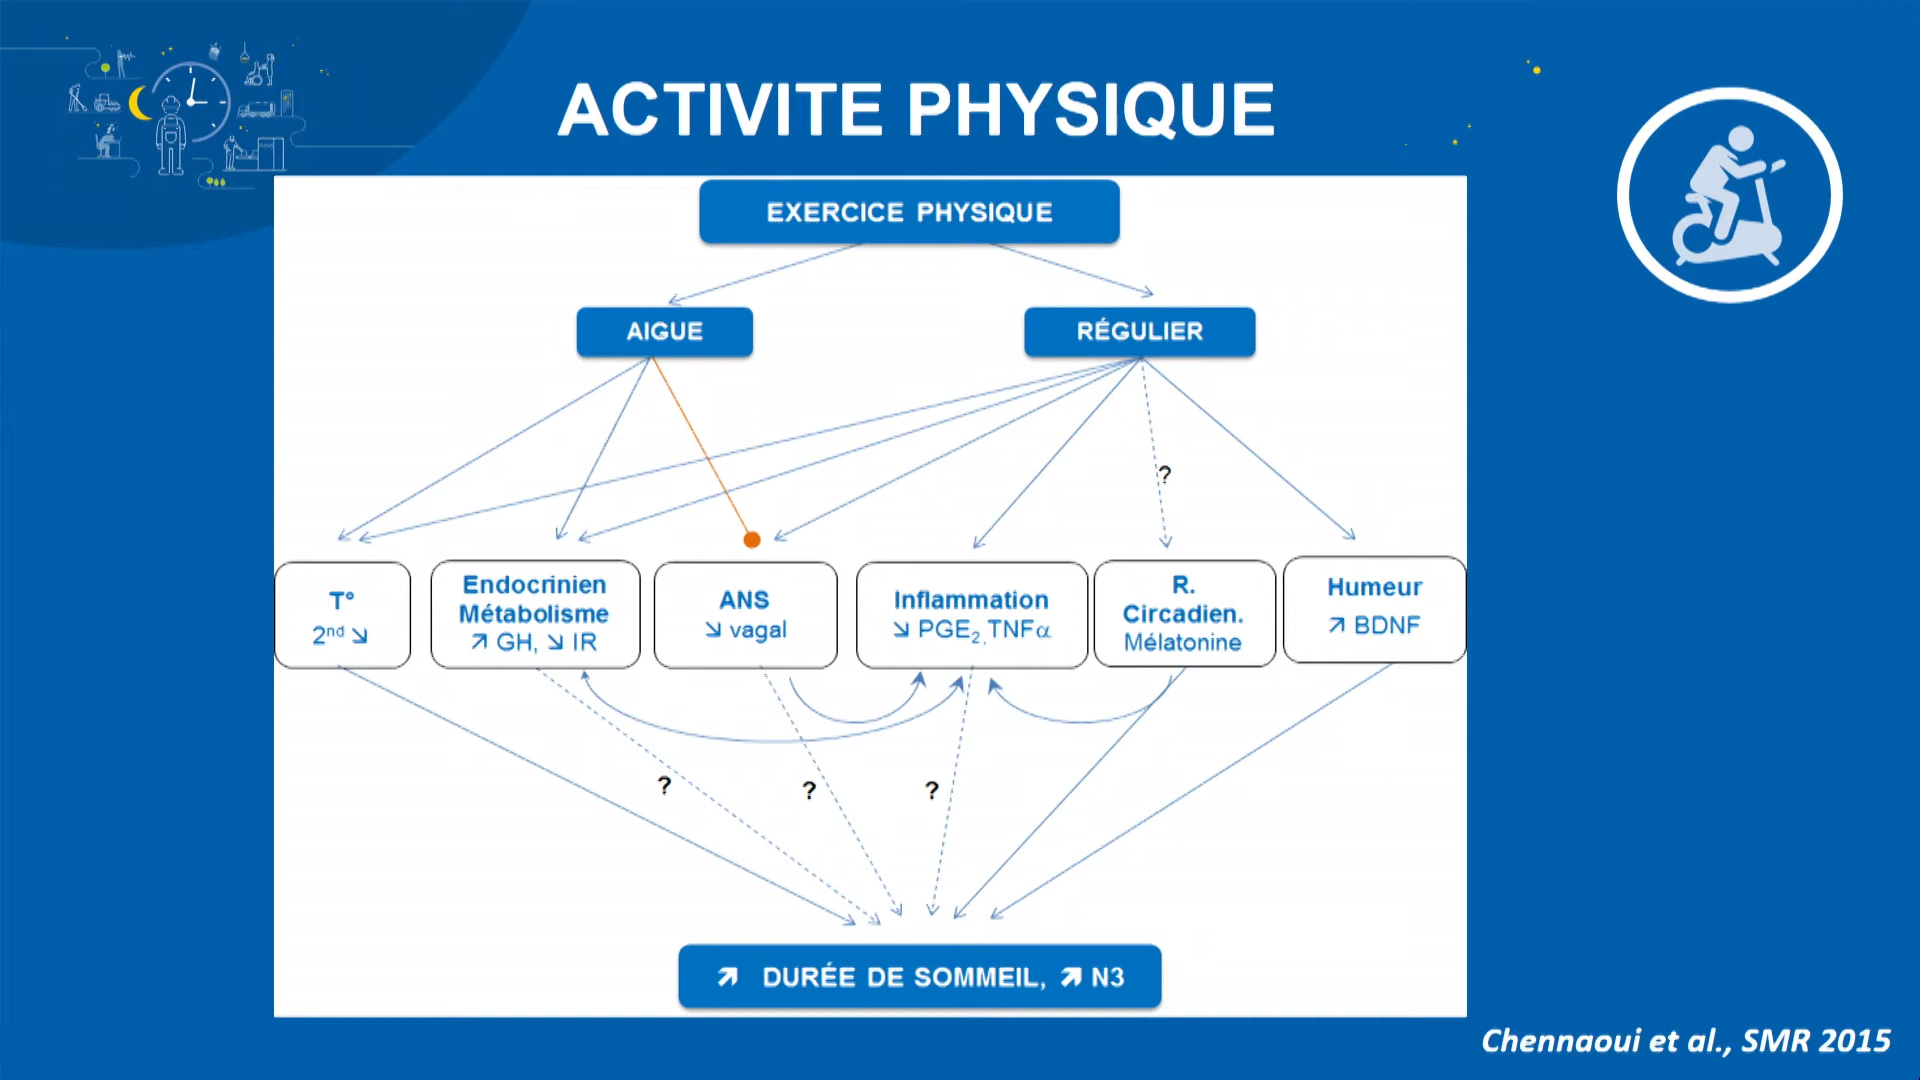 ACTIVITE PHYSIQUE
EXERCICE PHYSIQUE
AIGUE
RÉGULIER
?
T°
2nd ↘
Endocrinien
Métabolisme
↗ GH, ↘ IR
ANS
↘ vagal
Inflammation
↘ PGE2, TNFα
R.
Circadien.
Mélatonine
Humeur
↗ BDNF
?
?
?
↗ DURÉE DE SOMMEIL, ↗ N3
Chennaoui et al., SMR 2015